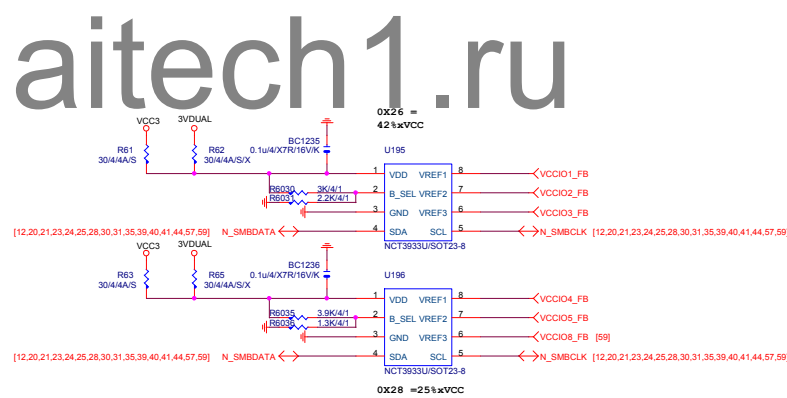 aitech1.ru
0X26 =
42%xVCC
VCC3
3VDUAL
R61
30/4/4A/S
R62
30/4/4A/S/X
BC1235
0.1u/4/X7R/16V/K
U195
1 VDD VREF1 8 VCCIO1_FB
R6030 3K/4/1 2 B_SEL VREF2 7 VCCIO2_FB
R6031 2.2K/4/1
3 GND VREF3 6 VCCIO3_FB
[12,20,21,23,24,25,28,30,31,35,39,40,41,44,57,59] N_SMBDATA 4 SDA SCL 5 N_SMBCLK [12,20,21,23,24,25,28,30,31,35,39,40,41,44,57,59]
NCT3933U/SOT23-8
VCC3
3VDUAL
R63
30/4/4A/S
R65
30/4/4A/S/X
BC1236
0.1u/4/X7R/16V/K
U196
1 VDD VREF1 8 VCCIO4_FB
R6035 3.9K/4/1 2 B_SEL VREF2 7 VCCIO5_FB
R6036 1.3K/4/1
3 GND VREF3 6 VCCIO8_FB [59]
[12,20,21,23,24,25,28,30,31,35,39,40,41,44,57,59] N_SMBDATA 4 SDA SCL 5 N_SMBCLK [12,20,21,23,24,25,28,30,31,35,39,40,41,44,57,59
NCT3933U/SOT23-8
0X28 =25%xVCC